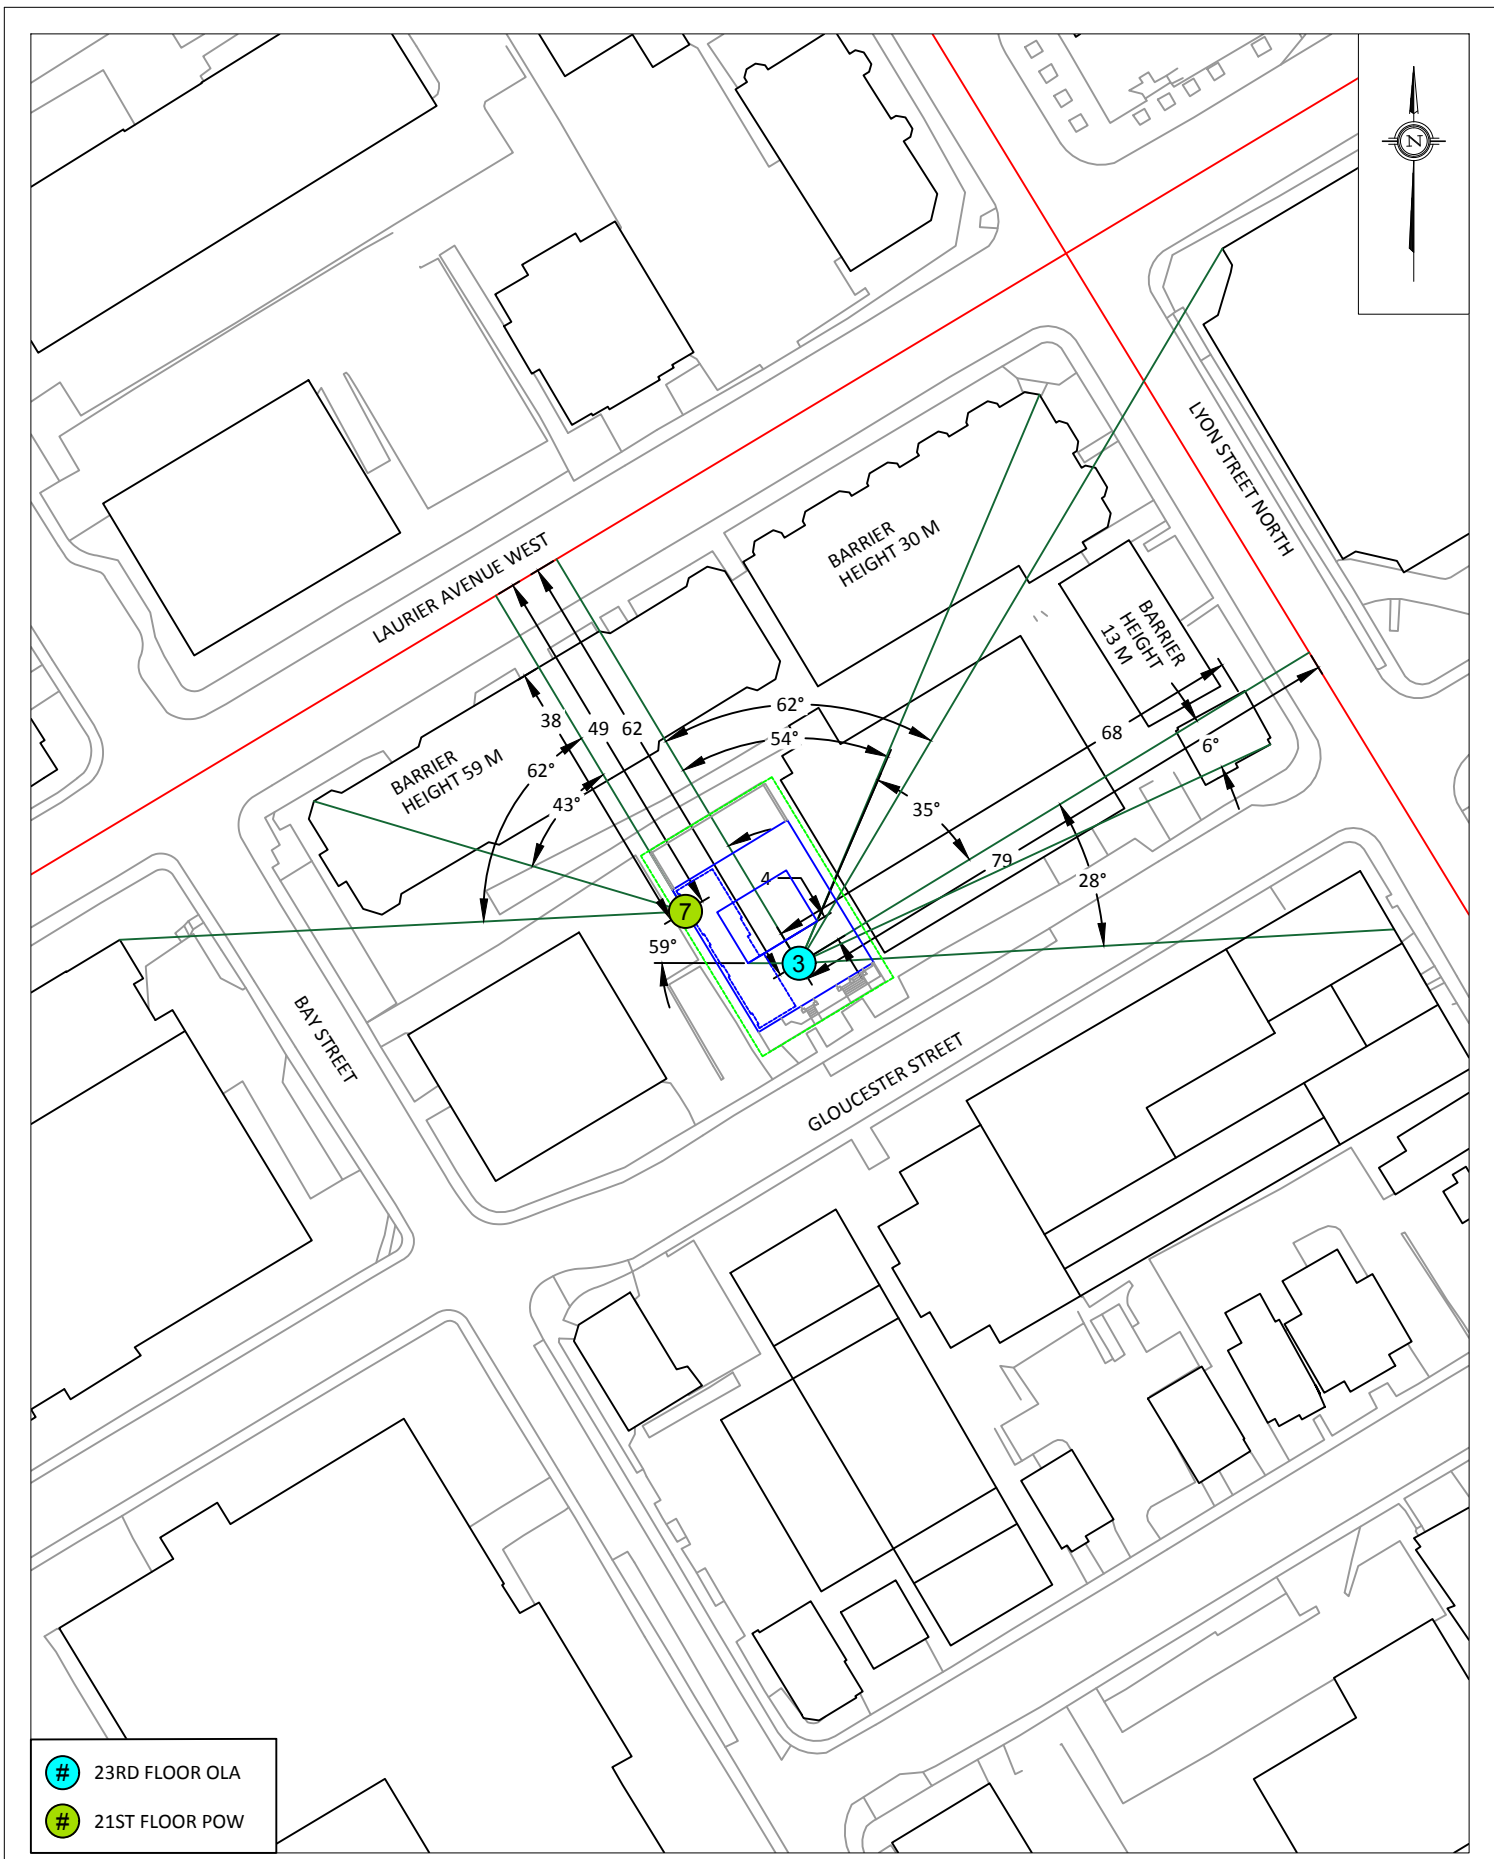 N
LYON STREET NORTH
LAURIER AVENUE WEST
BARRIER
HEIGHT 30 M
BARRIER
HEIGHT
13 M
BARRIER
HEIGHT 59 M
38
49
62
62°
54°
68
6°
62°
43°
35°
79
28°
4
7
3
59°
BAY STREET
GLOUCESTER STREET
# 23RD FLOOR OLA
# 21ST FLOOR POW